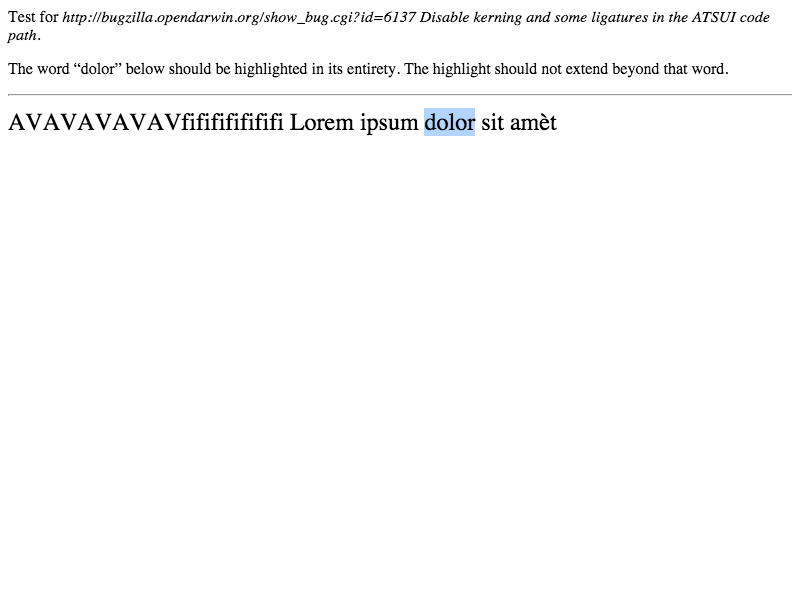 Test for http://bugzilla.opendarwin.org/show_bug.cgi?id=6137 Disable kerning and some ligatures in the ATSUI code
path.
The word “dolor” below should be highlighted in its entirety. The highlight should not extend beyond that word.
AVAVAVAVAVfifififififififi Lorem ipsum dolor sit amèt